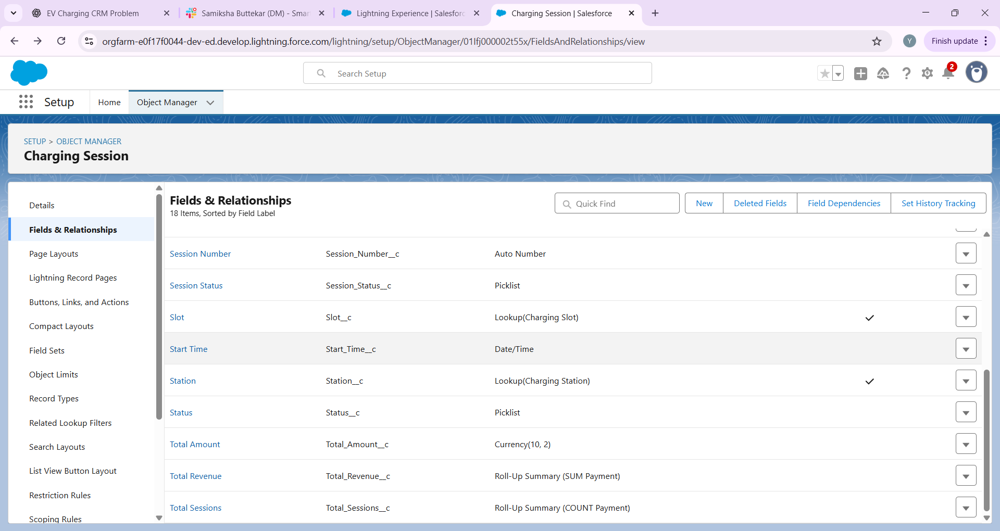 EV Charging CRM Problem
Samiksha Buttekar (DM) - Smar
Lightning Experience | Salesforc
Charging Session | Salesforce
orgfarm-e0f17f0044-dev-ed.develop.lightning.force.com/lightning/setup/ObjectManager/01Ifj000002t55x/FieldsAndRelationships/view
Y
Finish update
Search Setup
2
Setup
Home
Object Manager
SETUP > OBJECT MANAGER
Charging Session
Details
Fields & Relationships
Page Layouts
Lightning Record Pages
Buttons, Links, and Actions
Compact Layouts
Field Sets
Object Limits
Record Types
Related Lookup Filters
Search Layouts
List View Button Layout
Restriction Rules
Scoping Rules
Fields & Relationships
18 Items, Sorted by Field Label
Quick Find
New
Deleted Fields
Field Dependencies
Set History Tracking
Session Number Session_Number__c Auto Number
Session Status Session_Status__c Picklist
Slot Slot__c Lookup(Charging Slot)
Start Time Start_Time__c Date/Time
Station Station__c Lookup(Charging Station)
Status Status__c Picklist
Total Amount Total_Amount__c Currency(10, 2)
Total Revenue Total_Revenue__c Roll-Up Summary (SUM Payment)
Total Sessions Total_Sessions__c Roll-Up Summary (COUNT Payment)